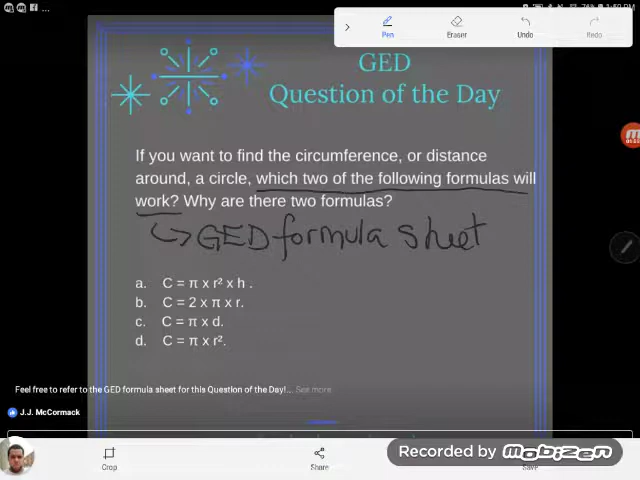 Pen
Eraser
Undo
Redo
GED
Question of the Day
If you want to find the circumference, or distance
around, a circle, which two of the following formulas will
work? Why are there two formulas?
GED formula sheet
a. C = π x r² x h .
b. C = 2 x π x r.
c. C = π x d.
d. C = π x r².
Feel free to refer to the GED formula sheet for this Question of the Day!... See more
J.J. McCormack
Crop
Share
Save
Recorded by Mobizen